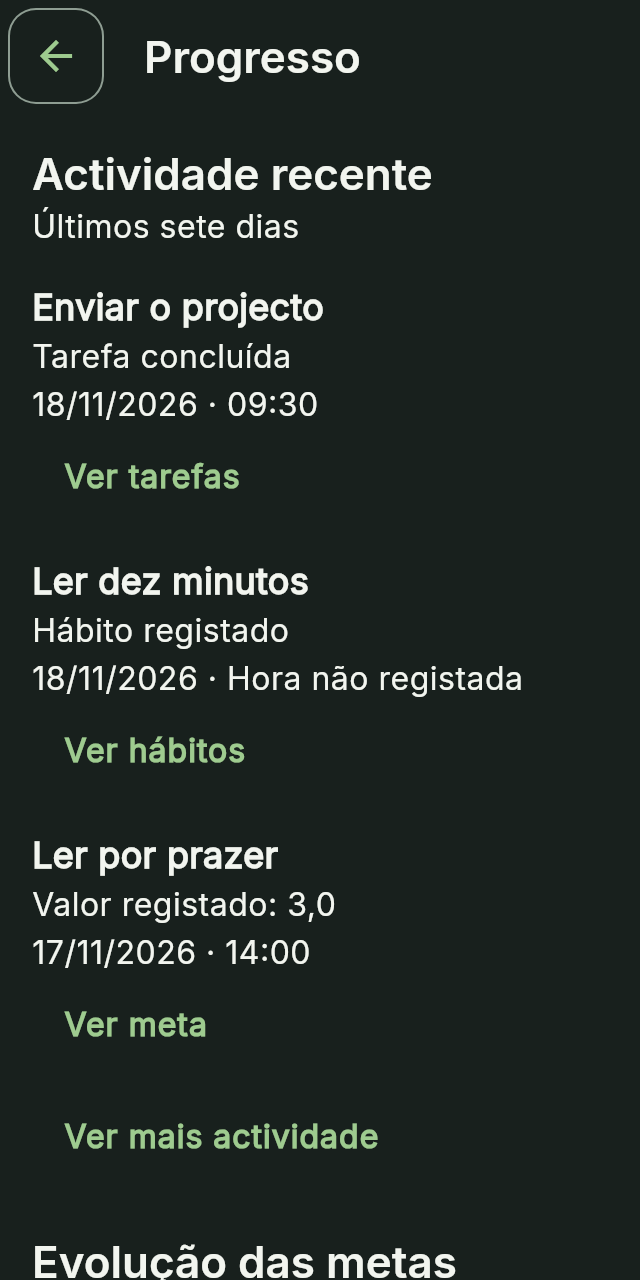 Progresso
Actividade recente
Últimos sete dias
Enviar o projecto
Tarefa concluída
18/11/2026 · 09:30
Ver tarefas
Ler dez minutos
Hábito registado
18/11/2026 · Hora não registada
Ver hábitos
Ler por prazer
Valor registado: 3,0
17/11/2026 · 14:00
Ver meta
Ver mais actividade
Evolução das metas